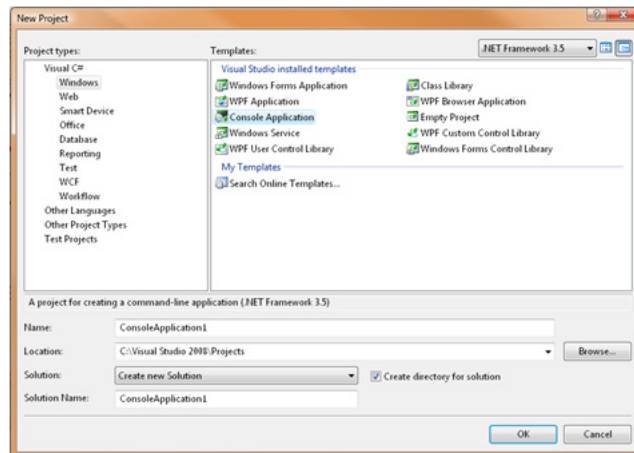 New Project
Project types:
Templates:
.NET Framework 3.5
Visual C#
Windows
Web
Smart Device
Office
Database
Reporting
Test
WCF
Workflow
Other Languages
Other Project Types
Test Projects
Visual Studio installed templates
Windows Forms Application
Class Library
WPF Application
WPF Browser Application
Console Application
Empty Project
Windows Service
WPF Custom Control Library
WPF User Control Library
Windows Forms Control Library
My Templates
Search Online Templates...
A project for creating a command-line application (.NET Framework 3.5)
Name:
ConsoleApplication1
Location:
C:\Visual Studio 2008\Projects
Browse...
Solution:
Create new Solution
Create directory for solution
Solution Name:
ConsoleApplication1
OK
Cancel